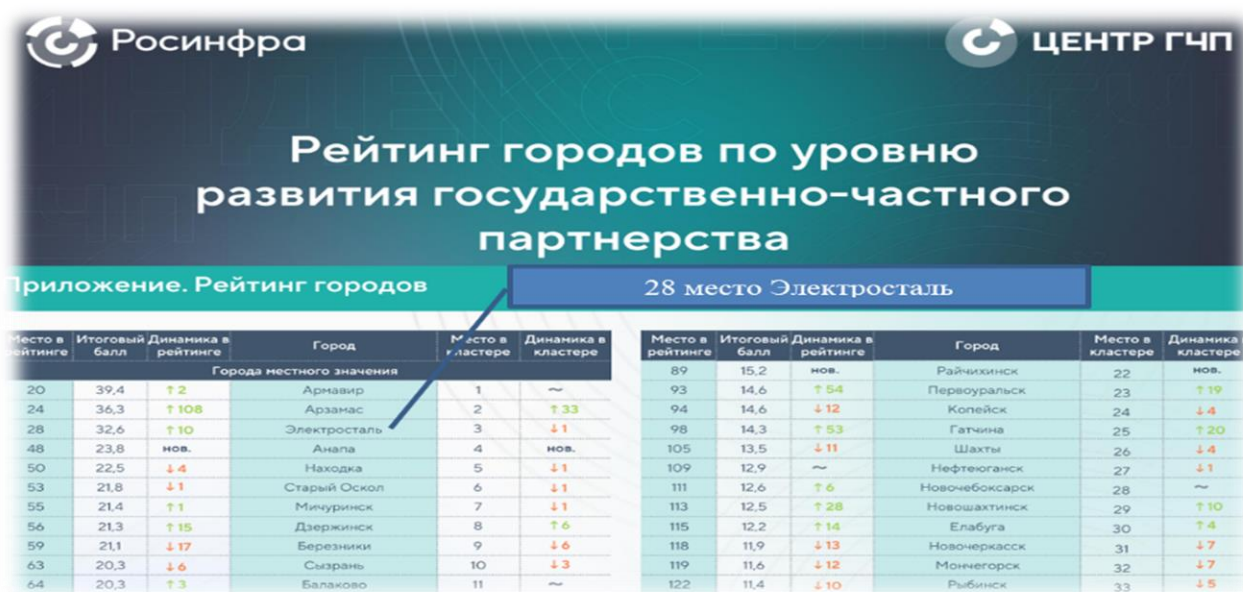 Росинфра
ЦЕНТР ГЧП
Рейтинг городов по уровню
развития государственно-частного
партнерства
Приложение. Рейтинг городов
28 место Электросталь
Место в рейтинге Итоговый балл Динамика в рейтинге Город Место в кластере Динамика в кластере
Города местного значения
20 39,4 ↑ 2 Армавир 1 ~
24 36,3 ↑ 108 Арзамас 2 ↑ 33
28 32,6 ↑ 10 Электросталь 3 ↓ 1
48 23,8 нов. Анапа 4 нов.
50 22,5 ↓ 4 Находка 5 ↓ 1
53 21,8 ↓ 1 Старый Оскол 6 ↓ 1
55 21,4 ↑ 1 Мичуринск 7 ↓ 1
56 21,3 ↑ 15 Дзержинск 8 ↑ 6
59 21,1 ↓ 17 Березники 9 ↓ 6
63 20,3 ↓ 6 Сызрань 10 ↓ 3
64 20,3 ↑ 3 Балаково 11 ~
Место в рейтинге Итоговый балл Динамика в рейтинге Город Место в кластере Динамика в кластере
89 15,2 нов. Райчихинск 22 нов.
93 14,6 ↑ 54 Первоуральск 23 ↑ 19
94 14,6 ↓ 12 Копейск 24 ↓ 4
98 14,3 ↑ 53 Гатчина 25 ↑ 20
105 13,5 ↓ 11 Шахты 26 ↓ 4
109 12,9 ~ Нефтеюганск 27 ↓ 1
111 12,6 ↑ 6 Новочебоксарск 28 ~
113 12,5 ↑ 28 Новошахтинск 29 ↑ 10
115 12,2 ↑ 14 Елабуга 30 ↑ 4
118 11,9 ↓ 13 Новочеркасск 31 ↓ 7
119 11,6 ↓ 12 Мончегорск 32 ↓ 7
122 11,4 ↓ 10 Рыбинск 33 ↓ 5